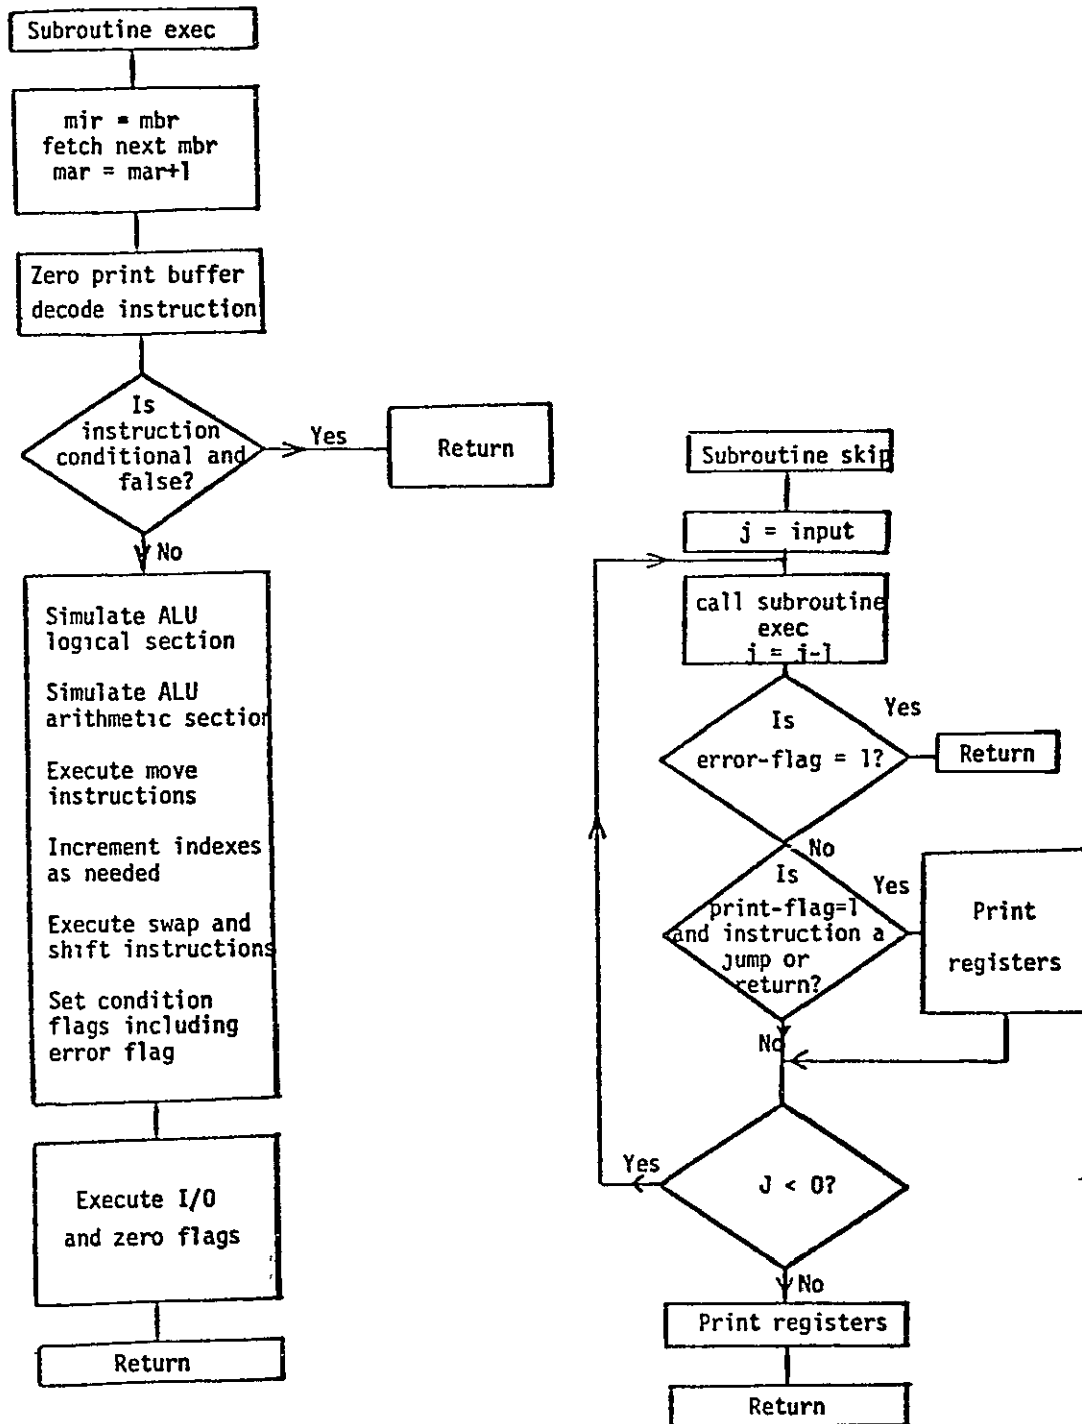 Subroutine exec
mir = mbr
fetch next mbr
mar = mar+1
Zero print buffer
decode instruction
Is
instruction
conditional and
false?
Yes
Return
No
Simulate ALU
logical section
Simulate ALU
arithmetic section
Execute move
instructions
Increment indexes
as needed
Execute swap and
shift instructions
Set condition
flags including
error flag
Execute I/O
and zero flags
Return
Subroutine skip
j = input
call subroutine
exec
j = j-1
Is
error-flag = 1?
Yes
Return
No
Is
print-flag=1
and instruction a
jump or
return?
Yes
Print
registers
No
J < 0?
Yes
No
Print registers
Return